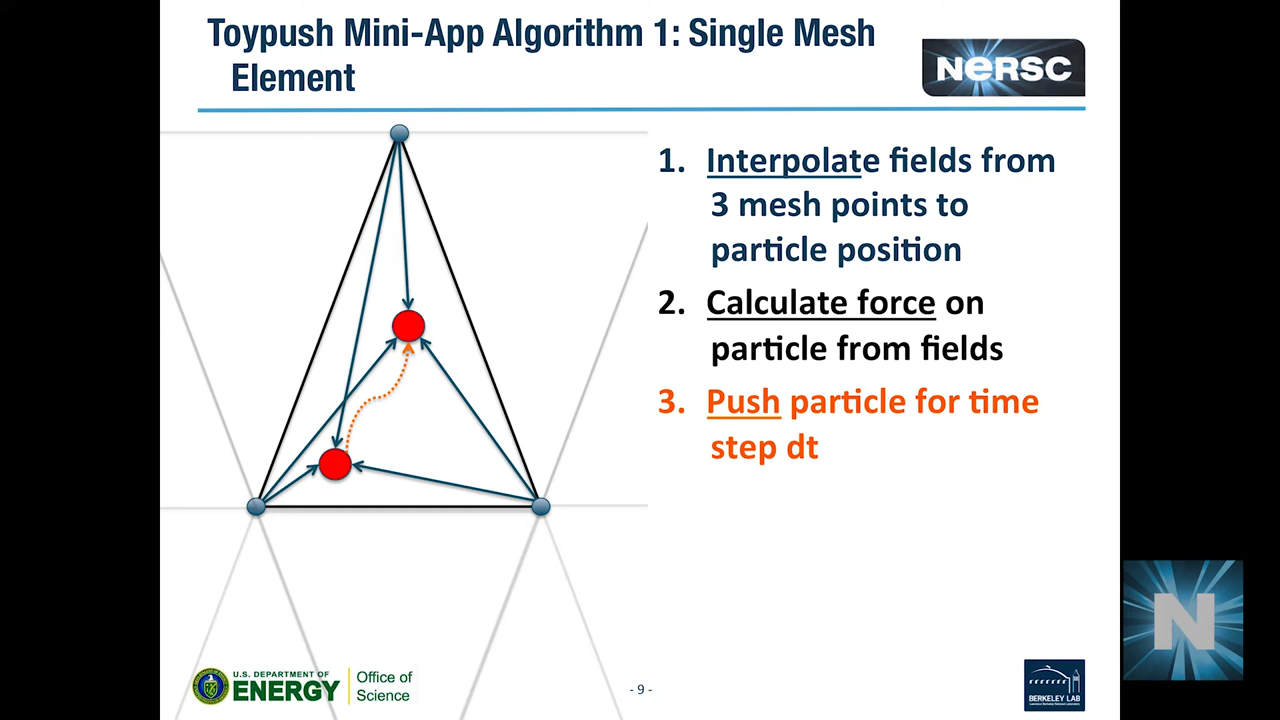 Toypush Mini-App Algorithm 1: Single Mesh
Element
NERSC
1. Interpolate fields from
3 mesh points to
particle position
2. Calculate force on
particle from fields
3. Push particle for time
step dt
U.S. DEPARTMENT OF
ENERGY
Office of
Science
- 9 -
BERKELEY LAB
N